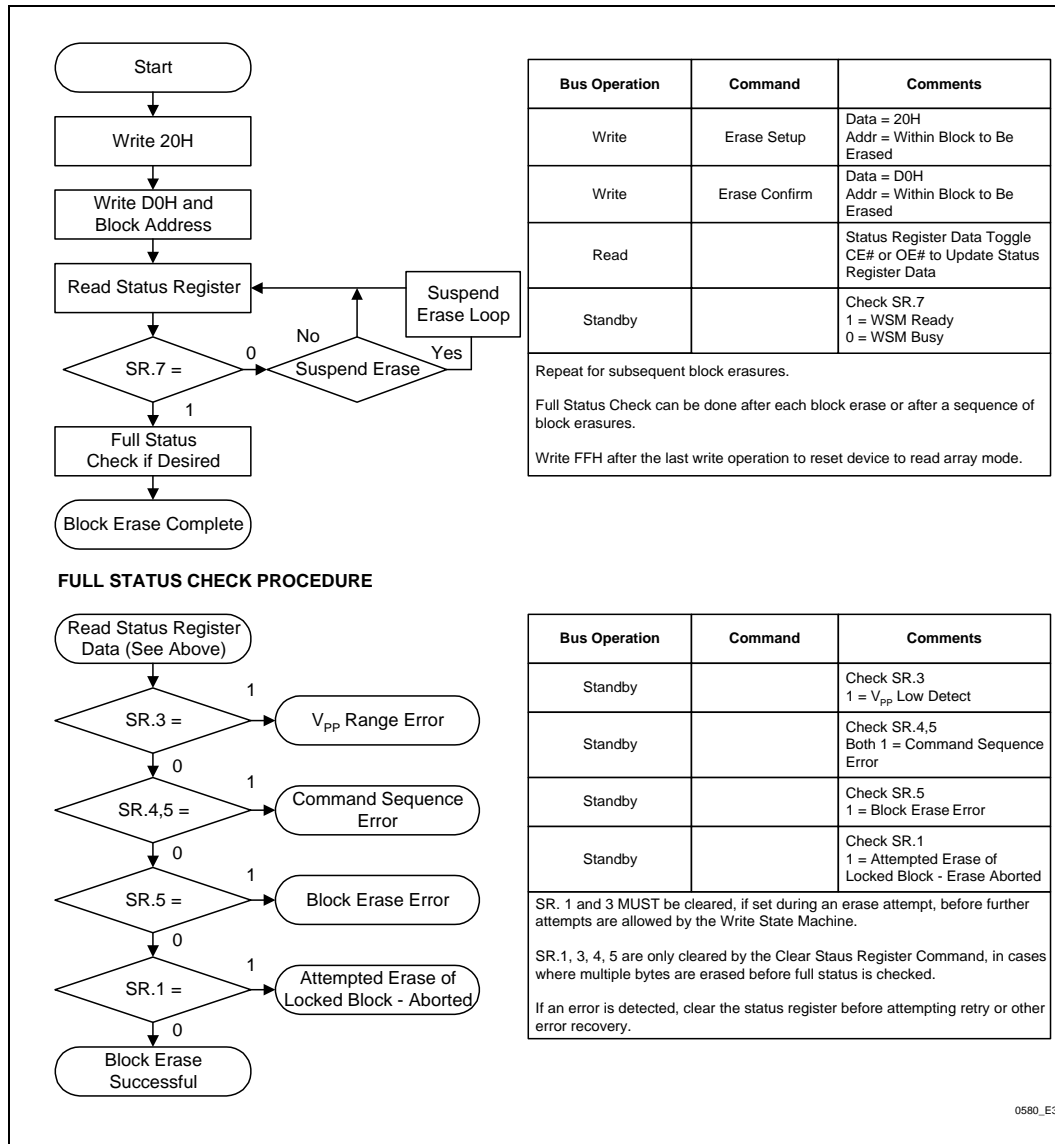 Start
Write 20H
Write D0H and
Block Address
Read Status Register
SR.7 =
0
1
Suspend Erase
No
Yes
Suspend
Erase Loop
Full Status
Check if Desired
Block Erase Complete
Bus Operation Command Comments
Write Erase Setup Data = 20H
Addr = Within Block to Be
Erased
Write Erase Confirm Data = D0H
Addr = Within Block to Be
Erased
Read Status Register Data Toggle
CE# or OE# to Update Status
Register Data
Standby Check SR.7
1 = WSM Ready
0 = WSM Busy
Repeat for subsequent block erasures.
Full Status Check can be done after each block erase or after a sequence of
block erasures.
Write FFH after the last write operation to reset device to read array mode.
FULL STATUS CHECK PROCEDURE
Read Status Register
Data (See Above)
SR.3 =
1
VPP Range Error
0
SR.4,5 =
1
Command Sequence
Error
0
SR.5 =
1
Block Erase Error
0
SR.1 =
1
Attempted Erase of
Locked Block - Aborted
0
Block Erase
Successful
Bus Operation Command Comments
Standby Check SR.3
1 = VPP Low Detect
Standby Check SR.4,5
Both 1 = Command Sequence
Error
Standby Check SR.5
1 = Block Erase Error
Standby Check SR.1
1 = Attempted Erase of
Locked Block - Erase Aborted
SR. 1 and 3 MUST be cleared, if set during an erase attempt, before further
attempts are allowed by the Write State Machine.
SR.1, 3, 4, 5 are only cleared by the Clear Staus Register Command, in cases
where multiple bytes are erased before full status is checked.
If an error is detected, clear the status register before attempting retry or other
error recovery.
0580_E3